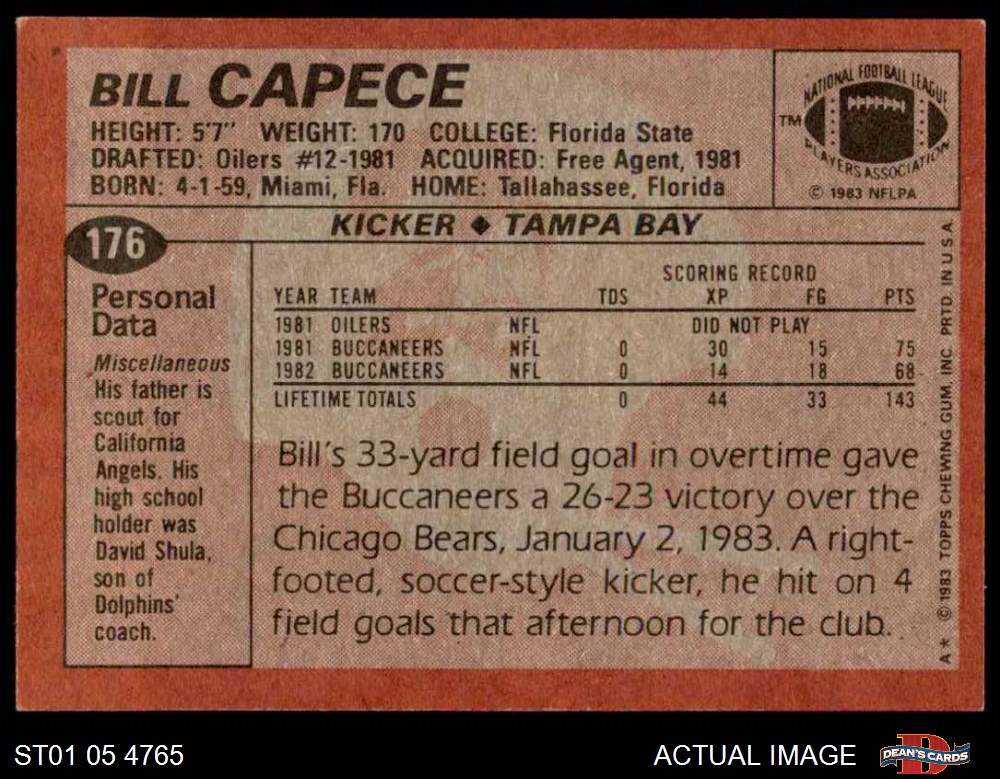 BILL CAPECE
HEIGHT: 5'7" WEIGHT: 170 COLLEGE: Florida State
DRAFTED: Oilers #12-1981 ACQUIRED: Free Agent, 1981
BORN: 4-1-59, Miami, Fla. HOME: Tallahassee, Florida
NATIONAL FOOTBALL LEAGUE
TM
PLAYERS ASSOCIATION
© 1983 NFLPA
176
KICKER ♦ TAMPA BAY
Personal
Data
Miscellaneous
His father is
scout for
California
Angels. His
high school
holder was
David Shula,
son of
Dolphins'
coach.
SCORING RECORD
YEAR TEAM TDS XP FG PTS
1981 OILERS NFL DID NOT PLAY
1981 BUCCANEERS NFL 0 30 15 75
1982 BUCCANEERS NFL 0 14 18 68
LIFETIME TOTALS 0 44 33 143
Bill's 33-yard field goal in overtime gave
the Buccaneers a 26-23 victory over the
Chicago Bears, January 2, 1983. A right-
footed, soccer-style kicker, he hit on 4
field goals that afternoon for the club.
A* © 1983 TOPPS CHEWING GUM, INC. PRTD. IN U S A
ST01 05 4765
ACTUAL IMAGE
DEAN'S CARDS